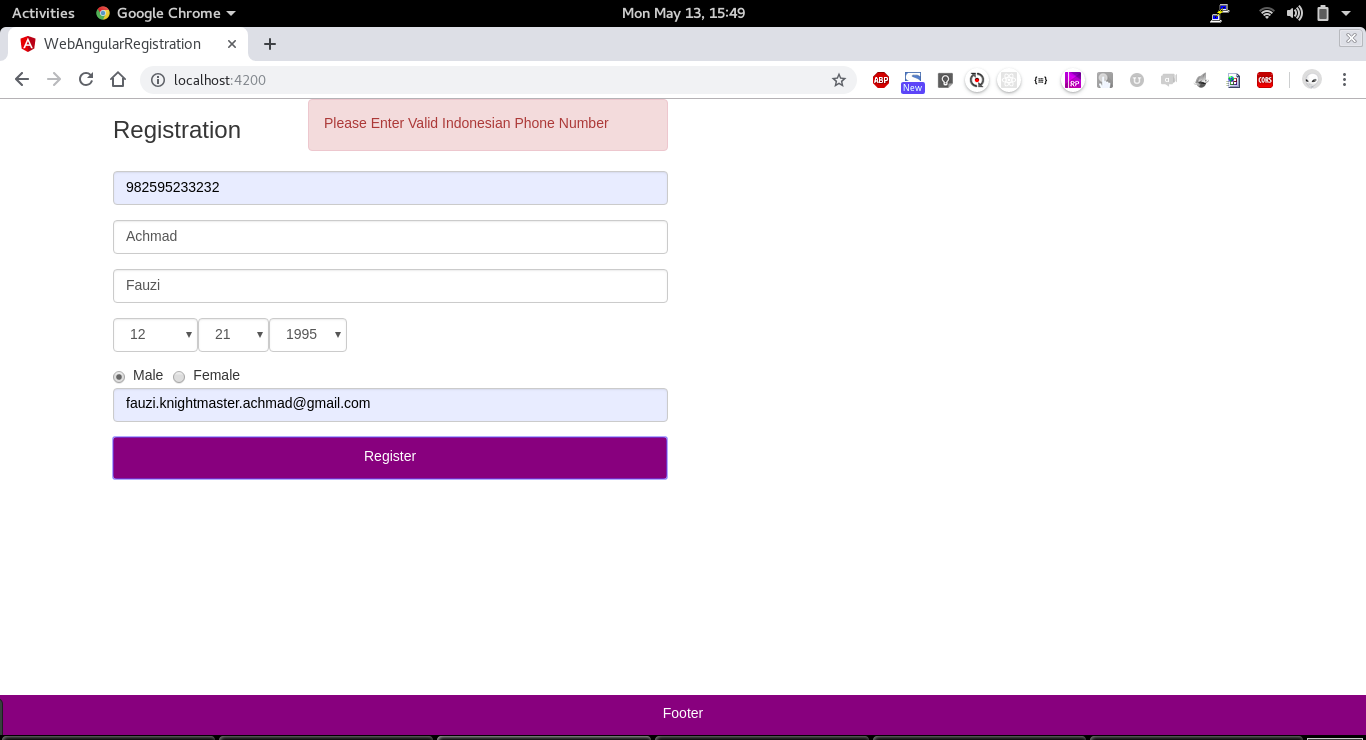 Activities Google Chrome Mon May 13, 15:49
WebAngularRegistration
localhost:4200
ABP New {≡} RP CORS
Registration
Please Enter Valid Indonesian Phone Number
982595233232
Achmad
Fauzi
12 21 1995
Male Female
fauzi.knightmaster.achmad@gmail.com
Register
Footer